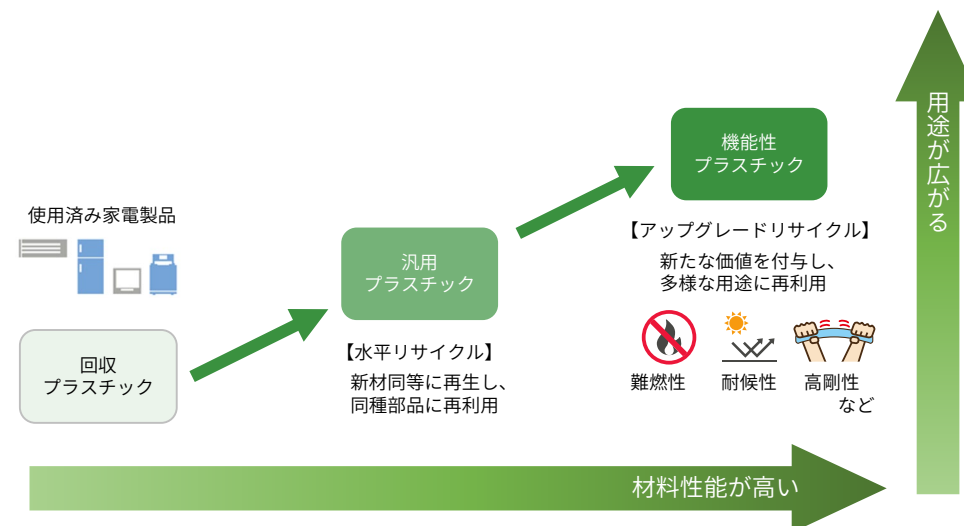 使用済み家電製品
回収
プラスチック
汎用
プラスチック
【水平リサイクル】
新材同等に再生し、
同種部品に再利用
機能性
プラスチック
【アップグレードリサイクル】
新たな価値を付与し、
多様な用途に再利用
難燃性
耐候性
高剛性
など
材料性能が高い
用途が広がる